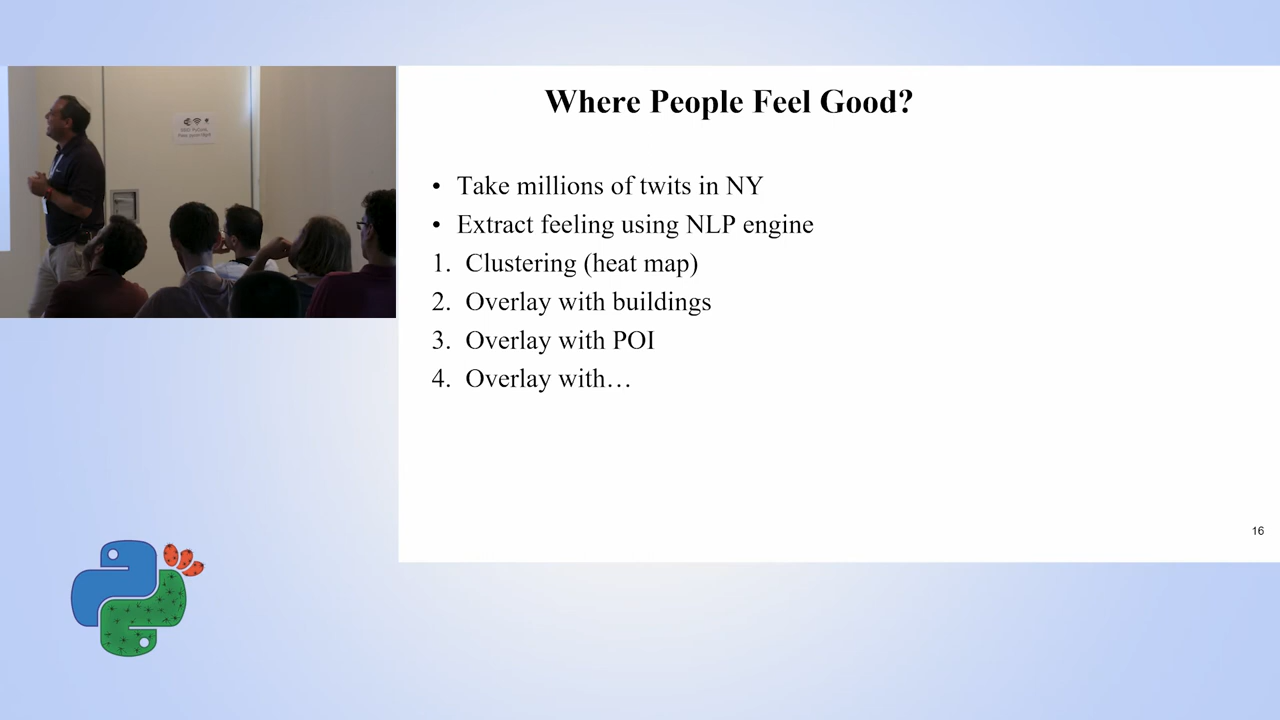 Where People Feel Good?
• Take millions of twits in NY
• Extract feeling using NLP engine
1. Clustering (heat map)
2. Overlay with buildings
3. Overlay with POI
4. Overlay with…
16